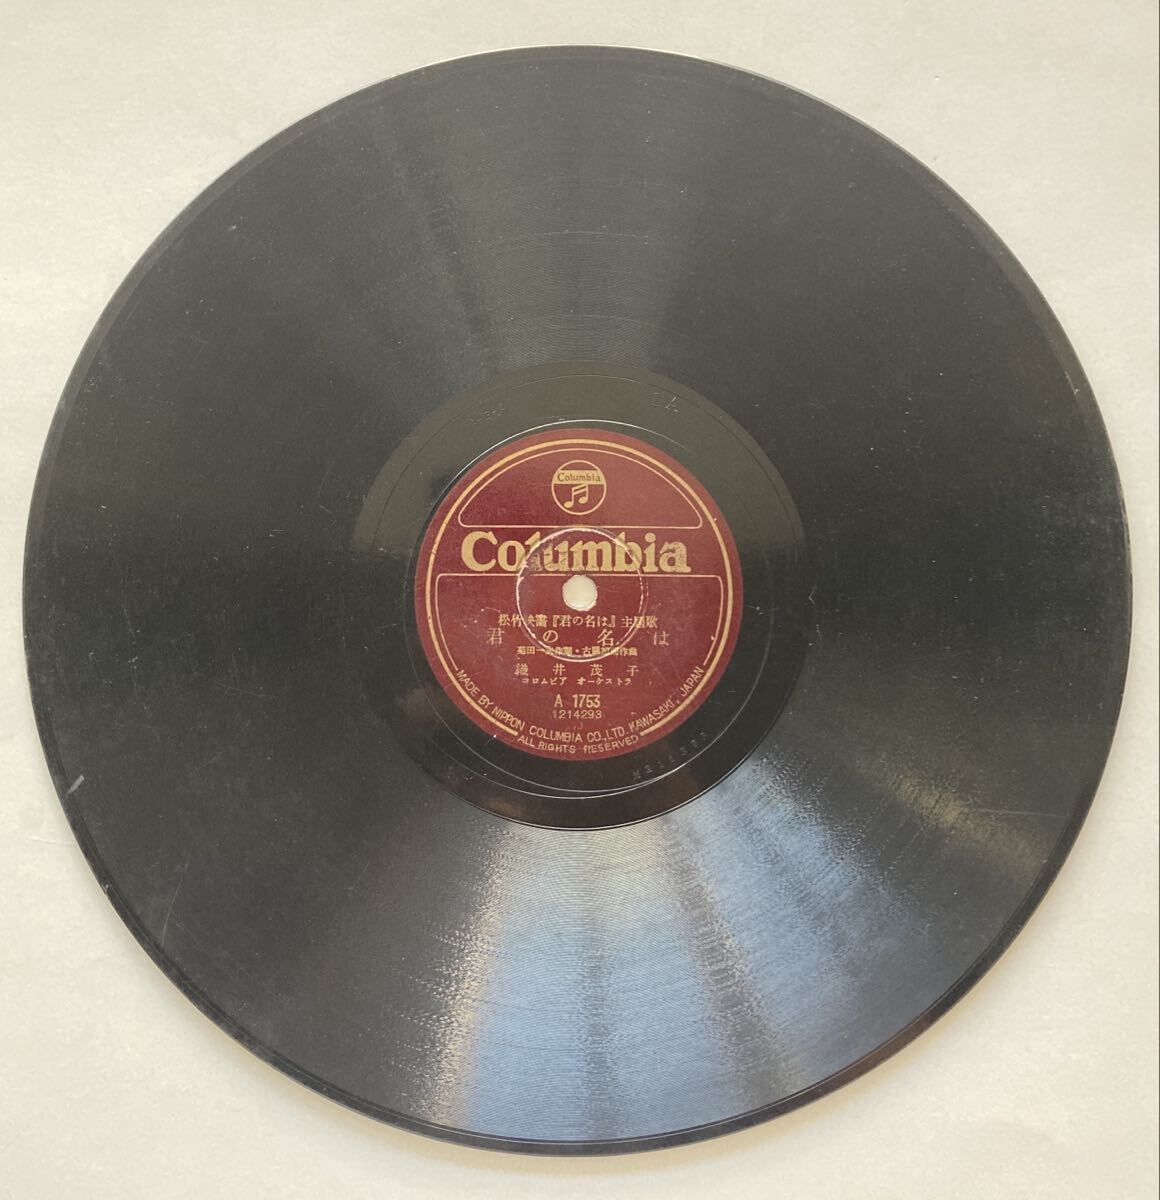 Columbia
Columbia
松竹映畵『君の名は』主題歌
君の名は
菊田一夫作詞・古關裕而作曲
織井茂子
コロムビア オーケストラ
A 1753
1214293
MADE BY NIPPON COLUMBIA CO., LTD. KAWASAKI, JAPAN
ALL RIGHTS RESERVED